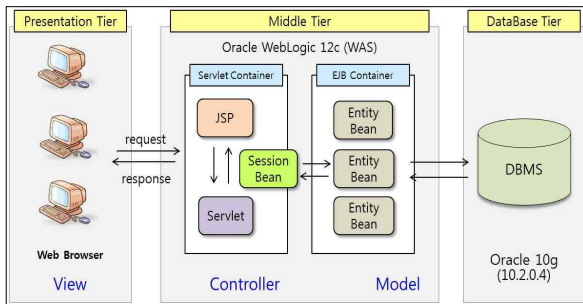 Presentation Tier
Middle Tier
DataBase Tier
Oracle WebLogic 12c (WAS)
Servlet Container
EJB Container
JSP
Entity
Bean
request
response
Session
Bean
Entity
Bean
DBMS
Servlet
Entity
Bean
Web Browser
Oracle 10g
(10.2.0.4)
View
Controller
Model